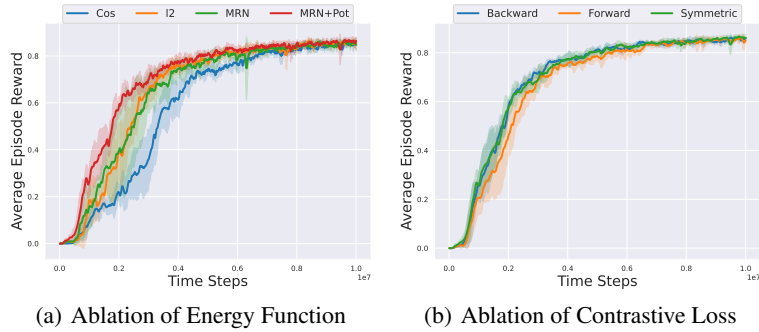 Cos l2 MRN MRN+Pot
Average Episode Reward
0.8
0.6
0.4
0.2
0.0
0.0 0.2 0.4 0.6 0.8 1.0
1e7
Time Steps
(a) Ablation of Energy Function
Backward Forward Symmetric
Average Episode Reward
0.8
0.6
0.4
0.2
0.0
0.0 0.2 0.4 0.6 0.8 1.0
1e7
Time Steps
(b) Ablation of Contrastive Loss